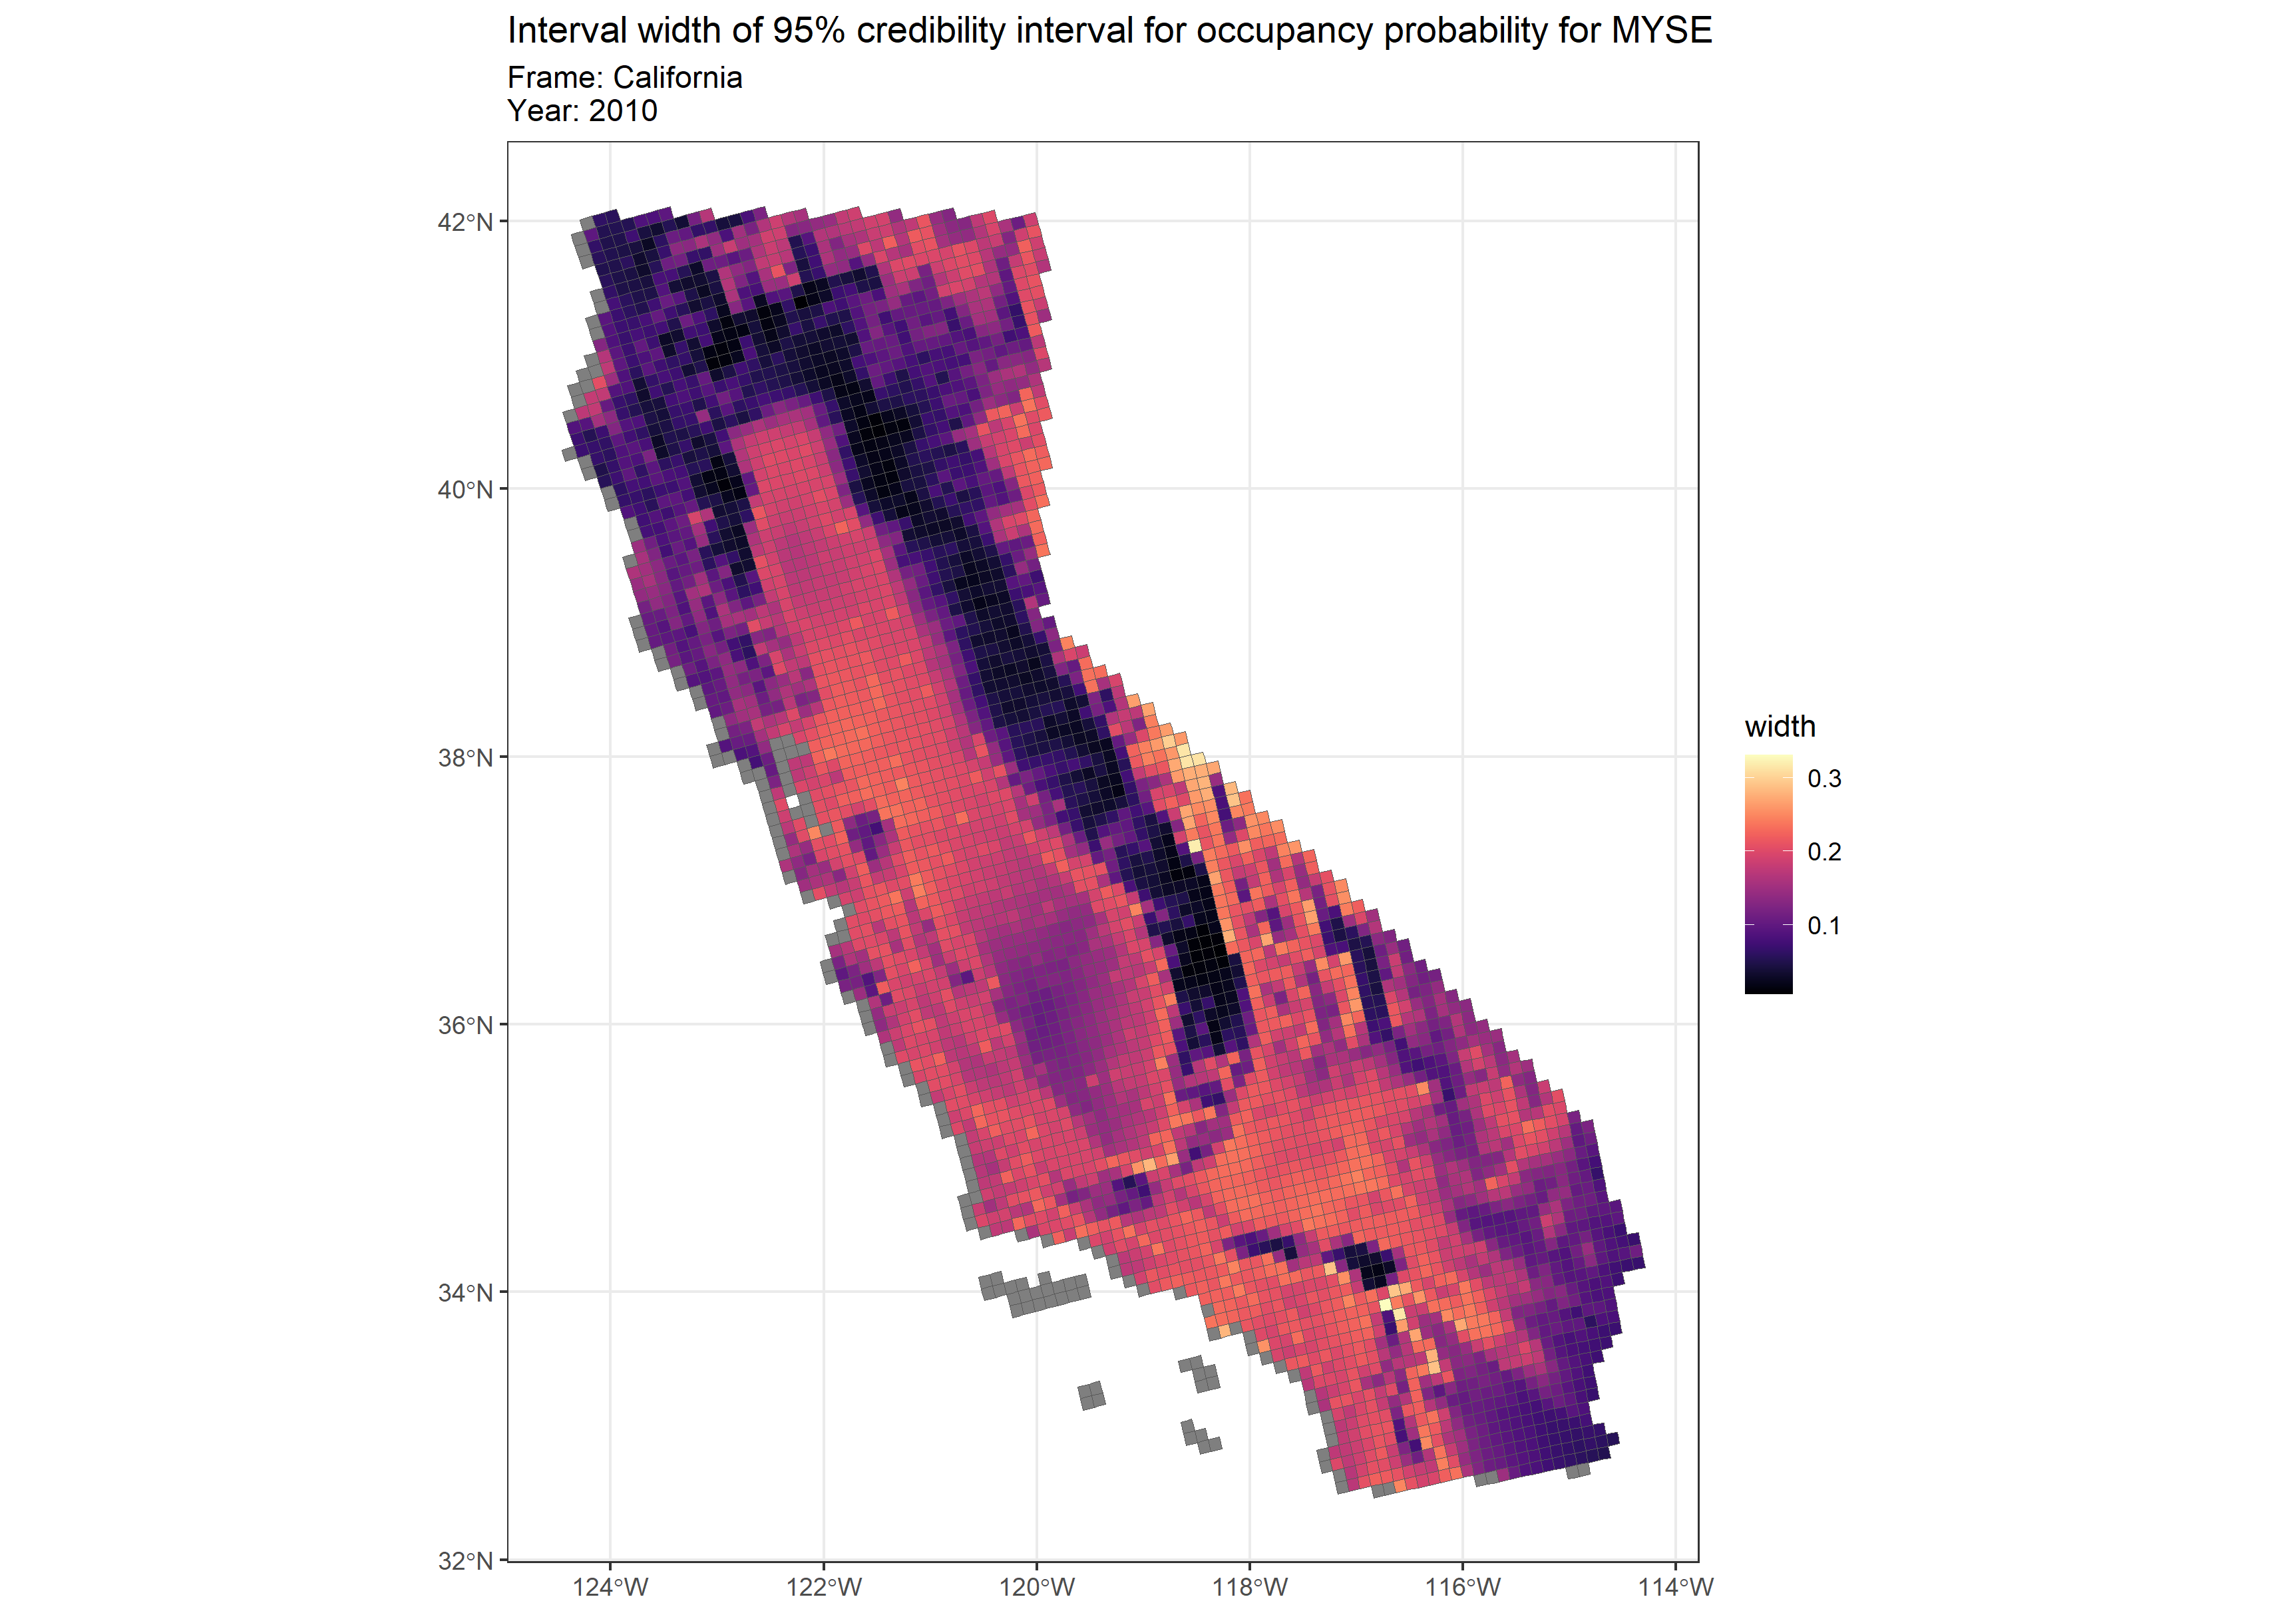 Interval width of 95% credibility interval for occupancy probability for MYSE
Frame: California
Year: 2010
42°N
40°N
38°N
36°N
34°N
32°N
124°W
122°W
120°W
118°W
116°W
114°W
width
0.3
0.2
0.1